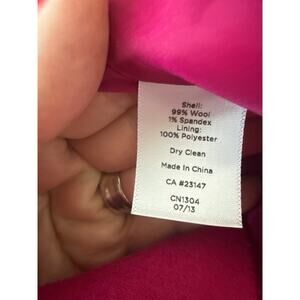 Shell:
99% Wool
1% Spandex
Lining:
100% Polyester
Dry Clean
Made in China
CA #23147
CN1304
07/13